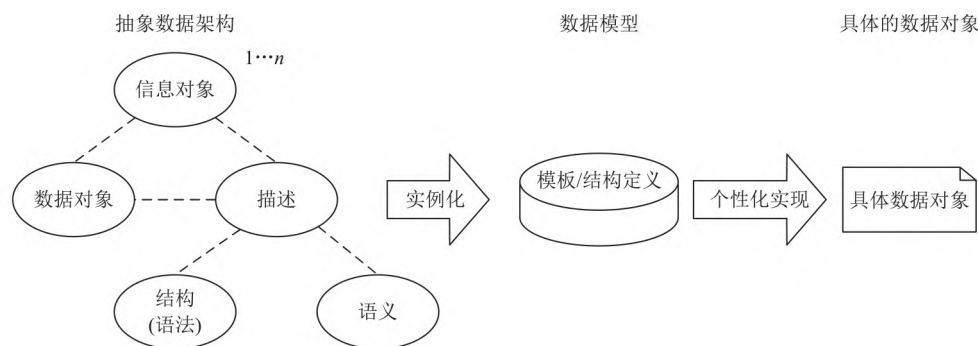 抽象数据架构
数据模型
具体的数据对象
1…n
信息对象
数据对象
描述
实例化
模板/结构定义
个性化实现
具体数据对象
结构
(语法)
语义